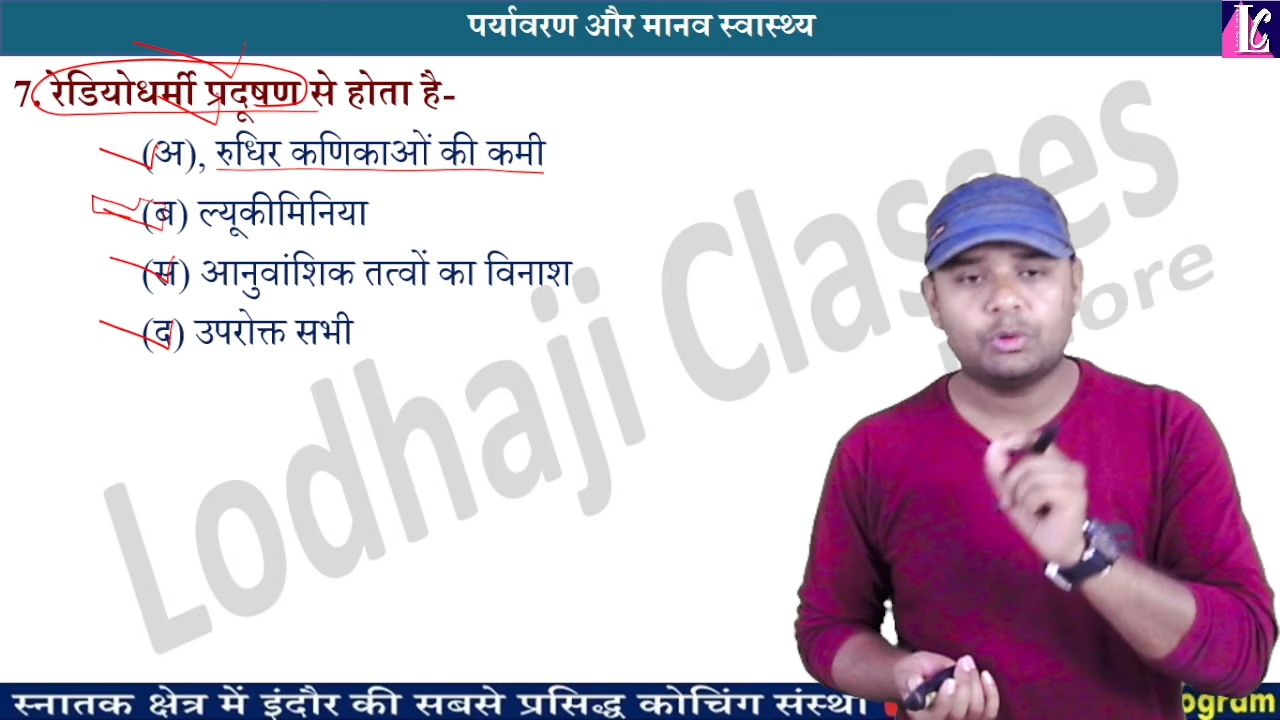 पर्यावरण और मानव स्वास्थ्य
LC
7. रेडियोधर्मी प्रदूषण से होता है-
(अ), रुधिर कणिकाओं की कमी
(ब) ल्यूकीमिनिया
(स) आनुवांशिक तत्वों का विनाश
(द) उपरोक्त सभी
Lodhaji Classes
स्नातक क्षेत्र में इंदौर की सबसे प्रसिद्ध कोचिंग संस्था